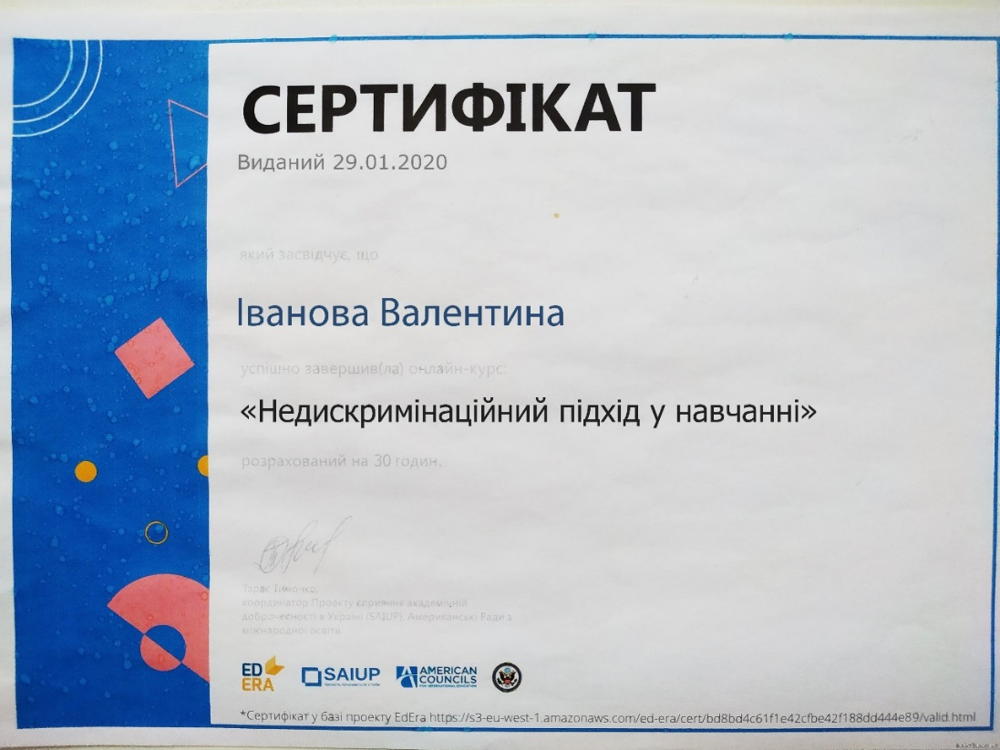 СЕРТИФІКАТ
Виданий 29.01.2020
який засвідчує, що
Іванова Валентина
успішно завершив(ла) онлайн-курс:
«Недискримінаційний підхід у навчанні»
розрахований на 30 годин.
Тарас Тимочко,
координатор Проекту сприяння академічній
доброчесності в Україні (SAIUP), Американські Ради з
міжнародної освіти
ED
ERA
SAIUP
AMERICAN
COUNCILS
FOR INTERNATIONAL EDUCATION
*Сертифікат у базі проекту EdEra https://s3-eu-west-1.amazonaws.com/ed-era/cert/bd8bd4c61f1e42cfbe42f188dd444e89/valid.html